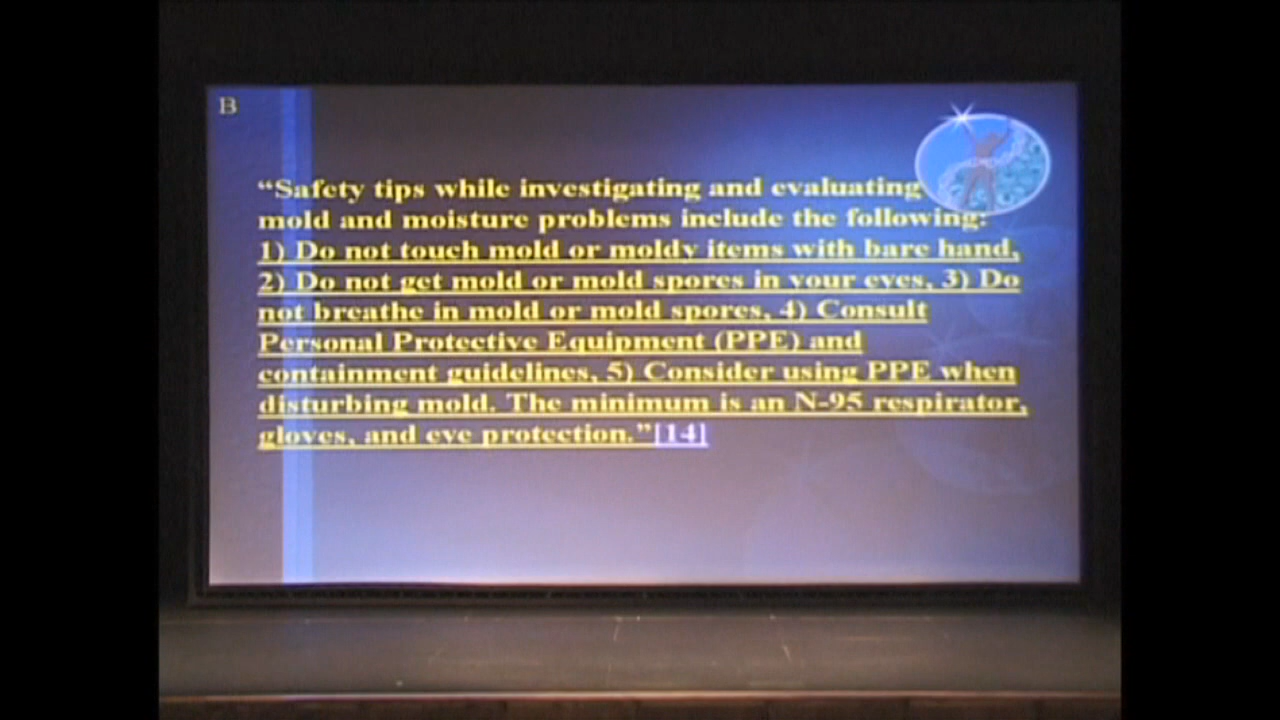 B
“Safety tips while investigating and evaluating
mold and moisture problems include the following:
1) Do not touch mold or moldy items with bare hand,
2) Do not get mold or mold spores in your eyes, 3) Do
not breathe in mold or mold spores, 4) Consult
Personal Protective Equipment (PPE) and
containment guidelines, 5) Consider using PPE when
disturbing mold. The minimum is an N-95 respirator,
gloves, and eye protection.”[14]